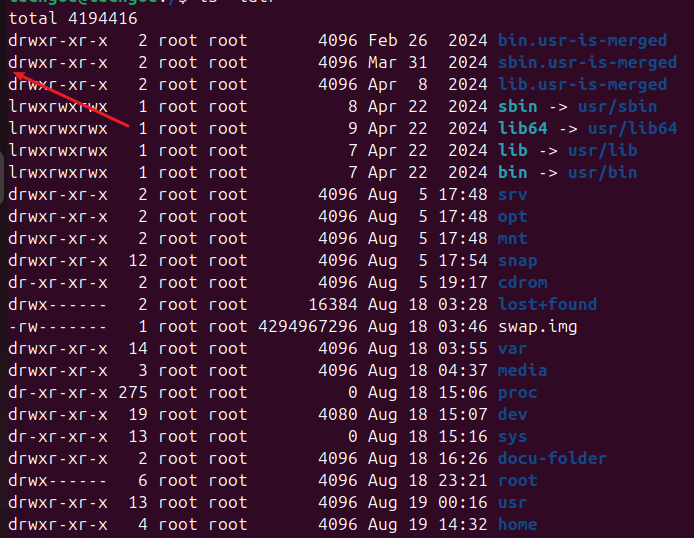 total 4194416
drwxr-xr-x   2 root root       4096 Feb 26  2024 bin.usr-is-merged
drwxr-xr-x   2 root root       4096 Mar 31  2024 sbin.usr-is-merged
drwxr-xr-x   2 root root       4096 Apr  8  2024 lib.usr-is-merged
lrwxrwxrwx   1 root root          8 Apr 22  2024 sbin -> usr/sbin
lrwxrwxrwx   1 root root          9 Apr 22  2024 lib64 -> usr/lib64
lrwxrwxrwx   1 root root          7 Apr 22  2024 lib -> usr/lib
lrwxrwxrwx   1 root root          7 Apr 22  2024 bin -> usr/bin
drwxr-xr-x   2 root root       4096 Aug  5 17:48 srv
drwxr-xr-x   2 root root       4096 Aug  5 17:48 opt
drwxr-xr-x   2 root root       4096 Aug  5 17:48 mnt
drwxr-xr-x  12 root root       4096 Aug  5 17:54 snap
dr-xr-xr-x   2 root root       4096 Aug  5 19:17 cdrom
drwx------   2 root root      16384 Aug 18 03:28 lost+found
-rw-------   1 root root 4294967296 Aug 18 03:46 swap.img
drwxr-xr-x  14 root root       4096 Aug 18 03:55 var
drwxr-xr-x   3 root root       4096 Aug 18 04:37 media
dr-xr-xr-x 275 root root          0 Aug 18 15:06 proc
drwxr-xr-x  19 root root       4080 Aug 18 15:07 dev
dr-xr-xr-x  13 root root          0 Aug 18 15:16 sys
drwxr-xr-x   2 root root       4096 Aug 18 16:26 docu-folder
drwx------   6 root root       4096 Aug 18 23:21 root
drwxr-xr-x  13 root root       4096 Aug 19 00:16 usr
drwxr-xr-x   4 root root       4096 Aug 19 14:32 home